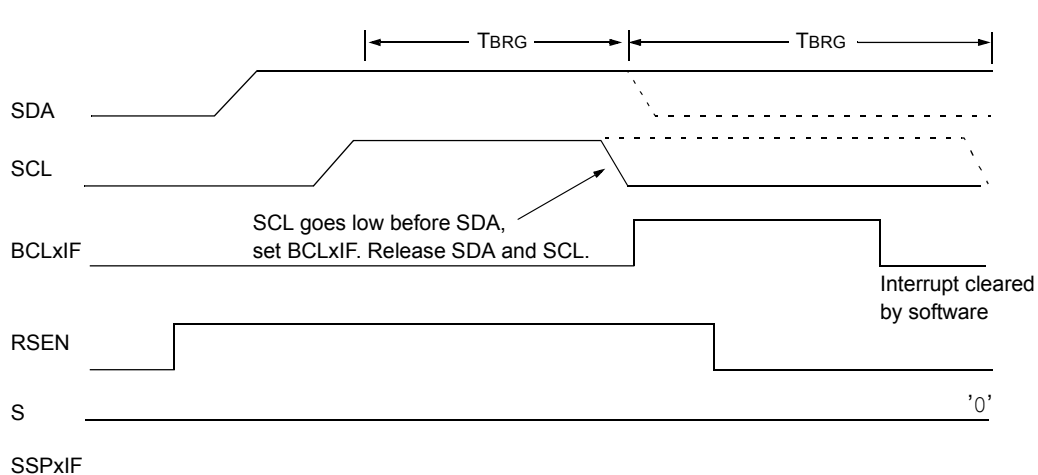 TBRG TBRG
SDA
SCL
SCL goes low before SDA,
set BCLxIF. Release SDA and SCL.
BCLxIF
Interrupt cleared
by software
RSEN
S '0'
SSPxIF